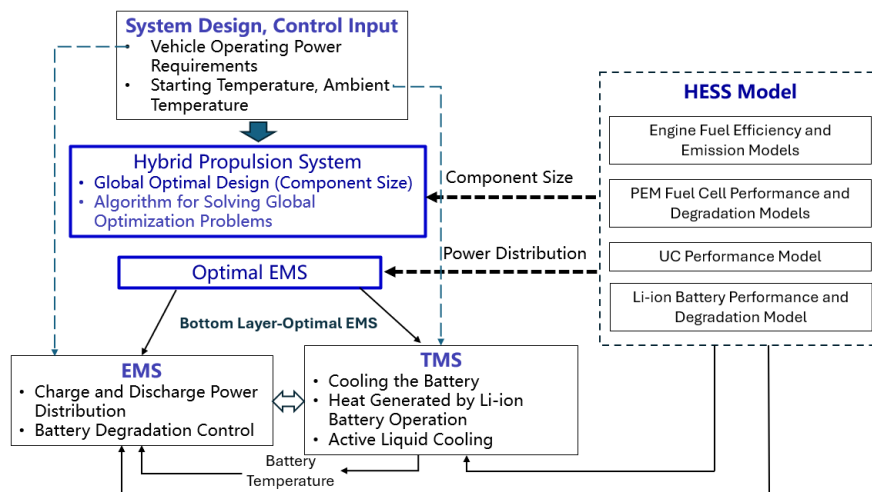 System Design, Control Input
• Vehicle Operating Power
Requirements
• Starting Temperature, Ambient
Temperature
Hybrid Propulsion System
• Global Optimal Design (Component Size)
• Algorithm for Solving Global
Optimization Problems
Component Size
Power Distribution
HESS Model
Engine Fuel Efficiency and
Emission Models
PEM Fuel Cell Performance and
Degradation Models
UC Performance Model
Li-ion Battery Performance and
Degradation Model
Optimal EMS
Bottom Layer-Optimal EMS
EMS
• Charge and Discharge Power
Distribution
• Battery Degradation Control
TMS
• Cooling the Battery
• Heat Generated by Li-ion
Battery Operation
• Active Liquid Cooling
Battery
Temperature